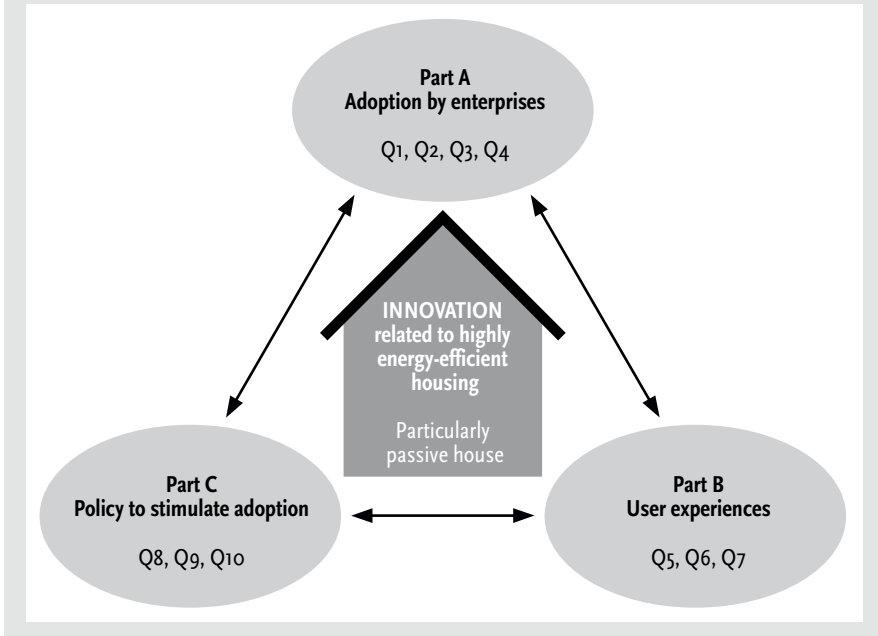 Part A
Adoption by enterprises
Q1, Q2, Q3, Q4
INNOVATION
related to highly
energy-efficient
housing
Particularly
passive house
Part C
Policy to stimulate adoption
Q8, Q9, Q10
Part B
User experiences
Q5, Q6, Q7